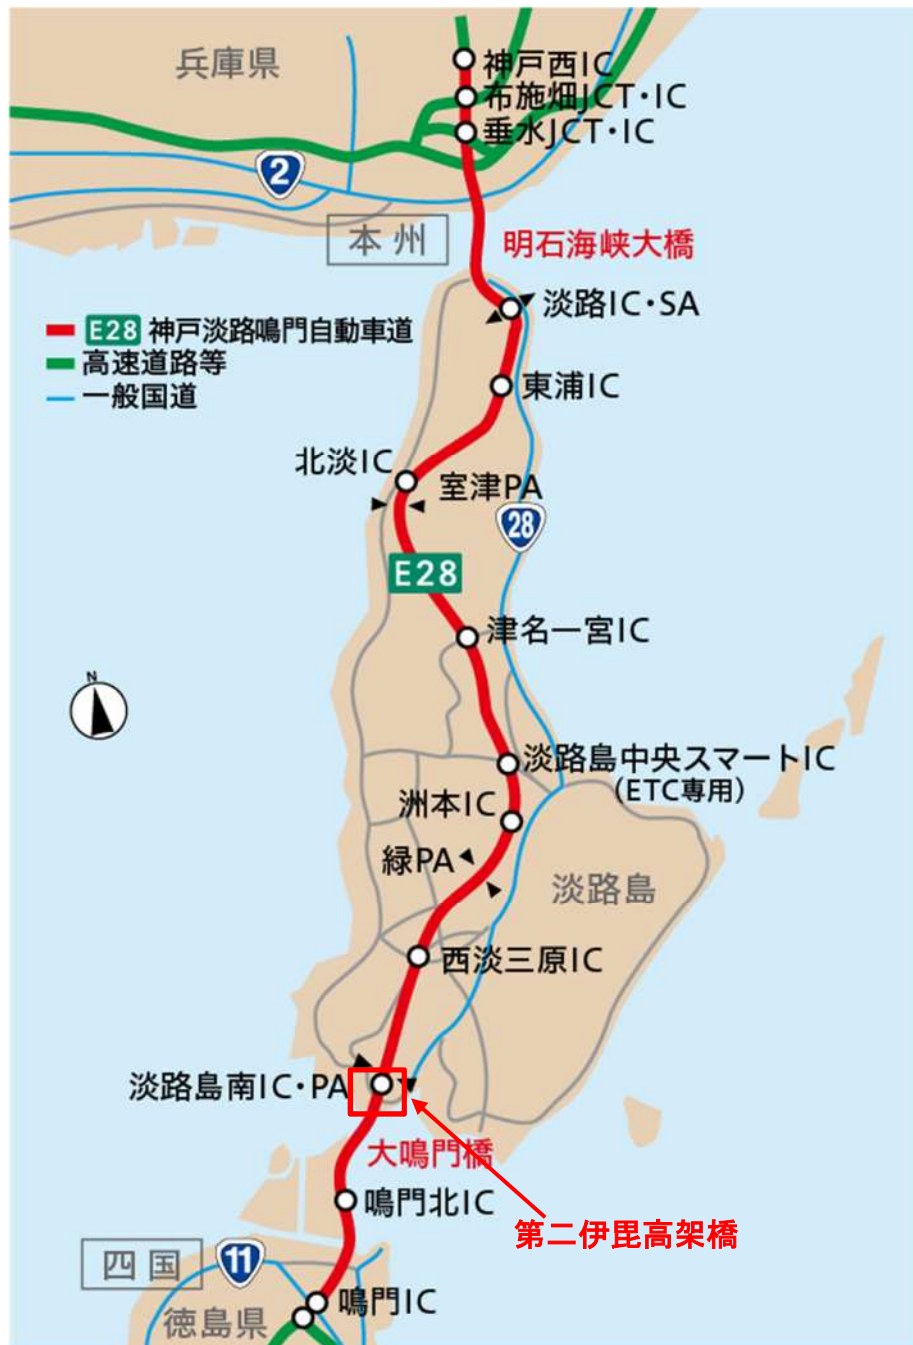 兵庫県
神戸西IC
布施畑JCT・IC
垂水JCT・IC
2
本州
明石海峡大橋
淡路IC・SA
E28 神戸淡路鳴門自動車道
高速道路等
一般国道
東浦IC
北淡IC
室津PA
28
E28
津名一宮IC
N
淡路島中央スマートIC
(ETC専用)
洲本IC
緑PA
淡路島
西淡三原IC
淡路島南IC・PA
大鳴門橋
鳴門北IC
第二伊毘高架橋
四国
11
鳴門IC
徳島県